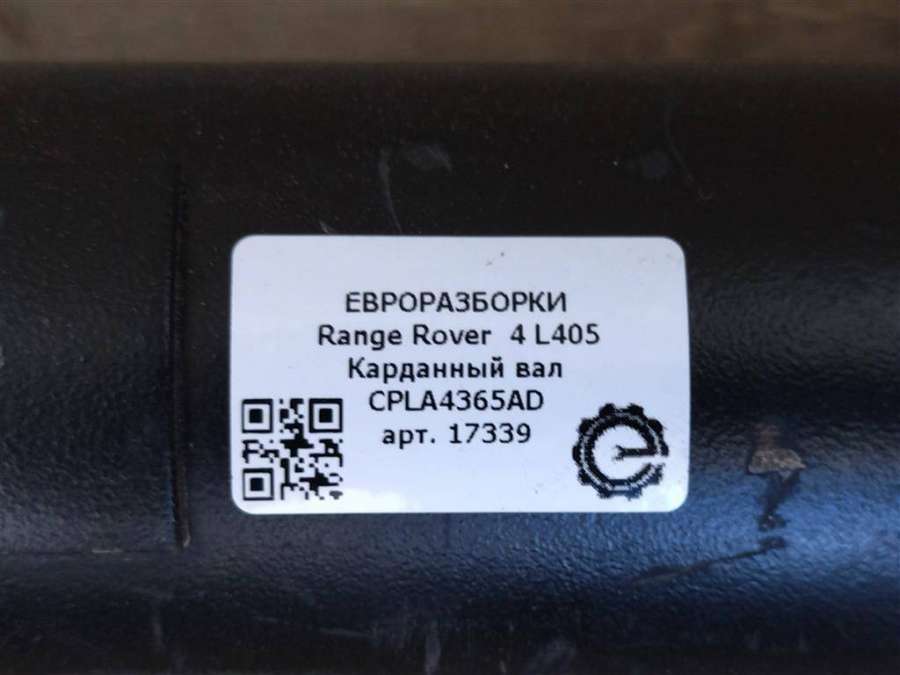 ЕВРОРАЗБОРКИ
Range Rover 4 L405
Карданный вал
CPLA4365AD
арт. 17339